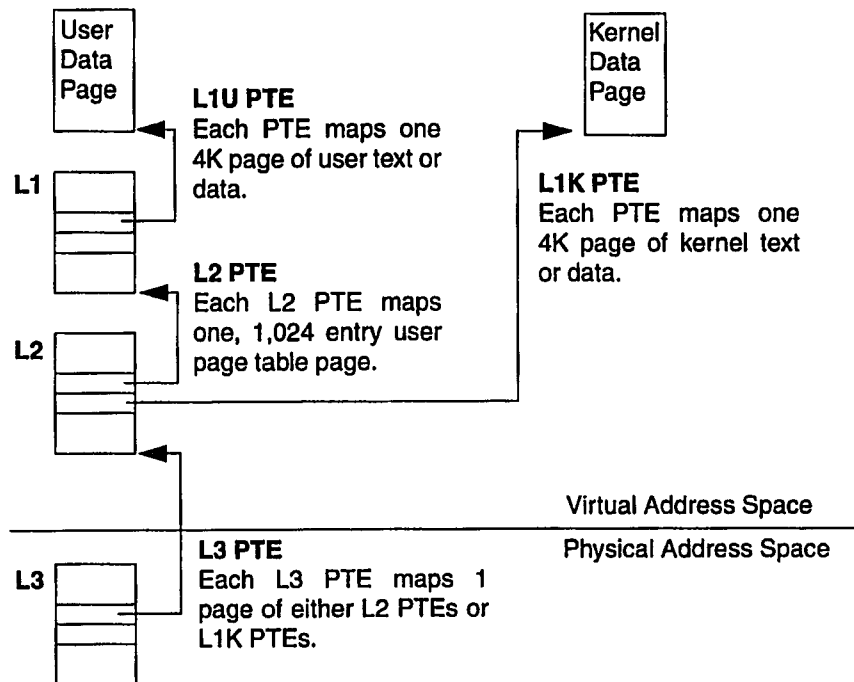 User
Data
Page
L1U PTE
Each PTE maps one
4K page of user text or
data.
Kernel
Data
Page
L1K PTE
Each PTE maps one
4K page of kernel text
or data.
L1
L2 PTE
Each L2 PTE maps
one, 1,024 entry user
page table page.
L2
Virtual Address Space
Physical Address Space
L3 PTE
Each L3 PTE maps 1
page of either L2 PTEs or
L1K PTEs.
L3